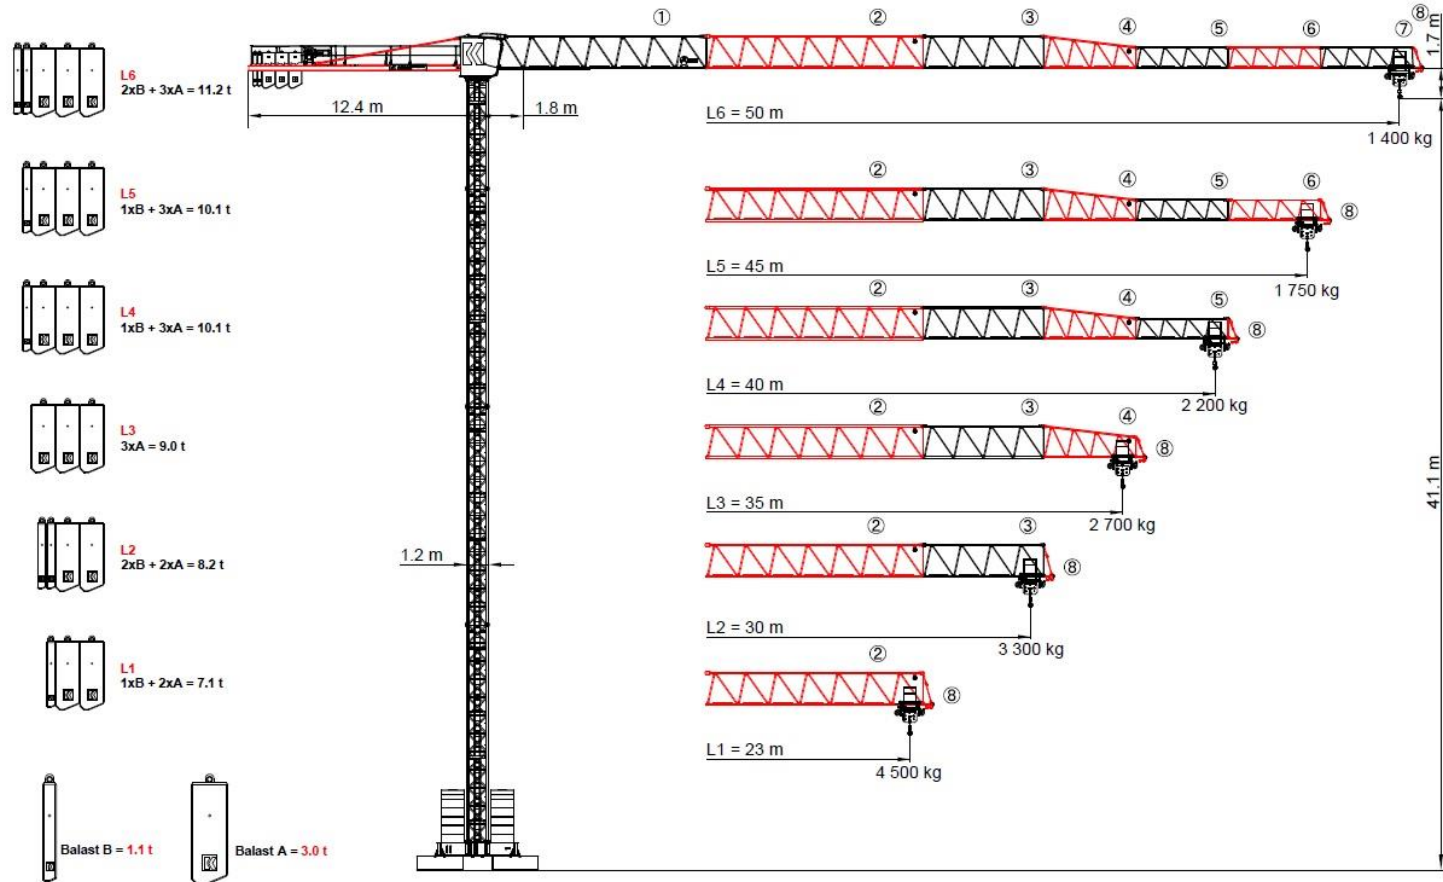 ① ② ③ ④ ⑤ ⑥ ⑦ ⑧
1.7 m
L6
2xB + 3xA = 11.2 t
12.4 m
1.8 m
L6 = 50 m
1 400 kg
② ③ ④ ⑤ ⑥ ⑧
L5
1xB + 3xA = 10.1 t
L5 = 45 m
1 750 kg
② ③ ④ ⑤ ⑧
L4
1xB + 3xA = 10.1 t
L4 = 40 m
2 200 kg
② ③ ④ ⑧
L3
3xA = 9.0 t
L3 = 35 m
2 700 kg
41.1 m
② ③ ⑧
L2
2xB + 2xA = 8.2 t
1.2 m
L2 = 30 m
3 300 kg
② ⑧
L1
1xB + 2xA = 7.1 t
L1 = 23 m
4 500 kg
Balast B = 1.1 t
Balast A = 3.0 t